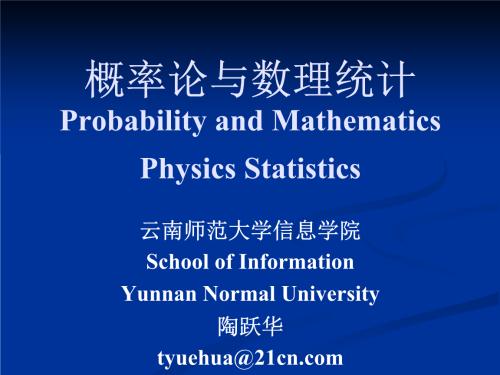 概率论与数理统计
Probability and Mathematics
Physics Statistics
云南师范大学信息学院
School of Information
Yunnan Normal University
陶跃华
tyuehua@21cn.com